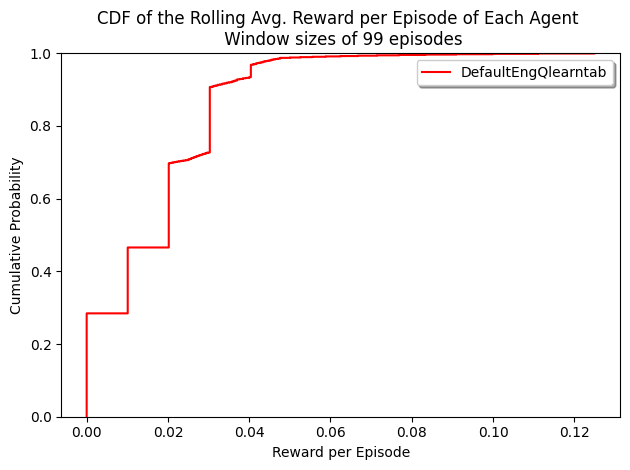 CDF of the Rolling Avg. Reward per Episode of Each Agent
Window sizes of 99 episodes
DefaultEngQlearntab
Cumulative Probability
1.0
0.8
0.6
0.4
0.2
0.0
0.00 0.02 0.04 0.06 0.08 0.10 0.12
Reward per Episode